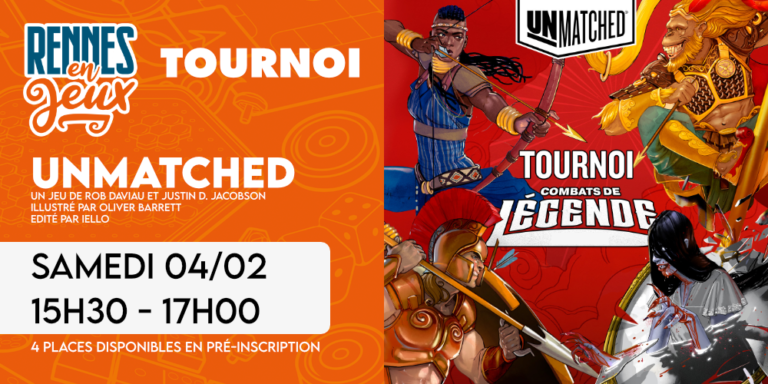 RENNES
en
Jeux
TOURNOI
UNMATCHED
UN JEU DE ROB DAVIAU ET JUSTIN D. JACOBSON
ILLUSTRÉ PAR OLIVER BARRETT
EDITÉ PAR IELLO
SAMEDI 04/02
15H30 - 17H00
4 PLACES DISPONIBLES EN PRÉ-INSCRIPTION
UNMATCHED
TOURNOI
COMBATS DE
LÉGENDE